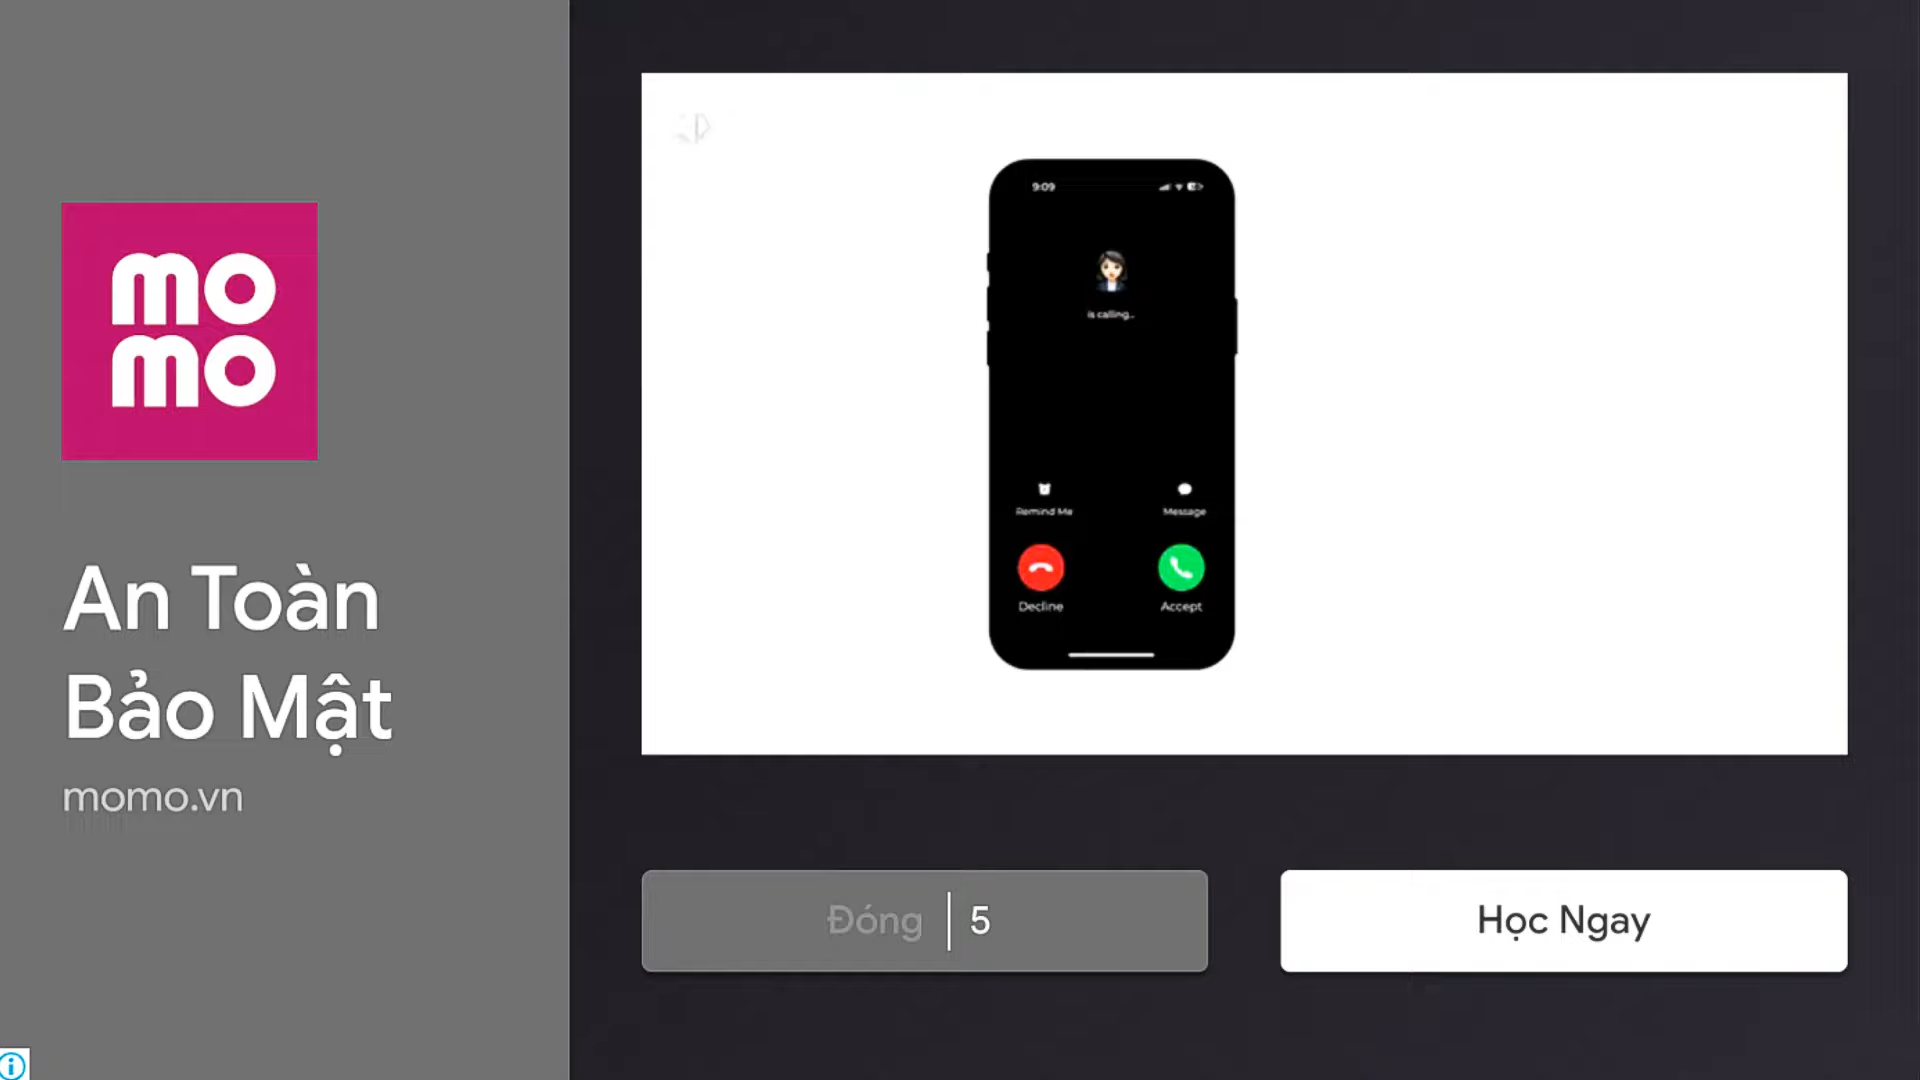 mo
mo
An Toàn
Bảo Mật
momo.vn
9:09
is calling...
Remind Me
Message
Decline
Accept
Đóng
5
Học Ngay